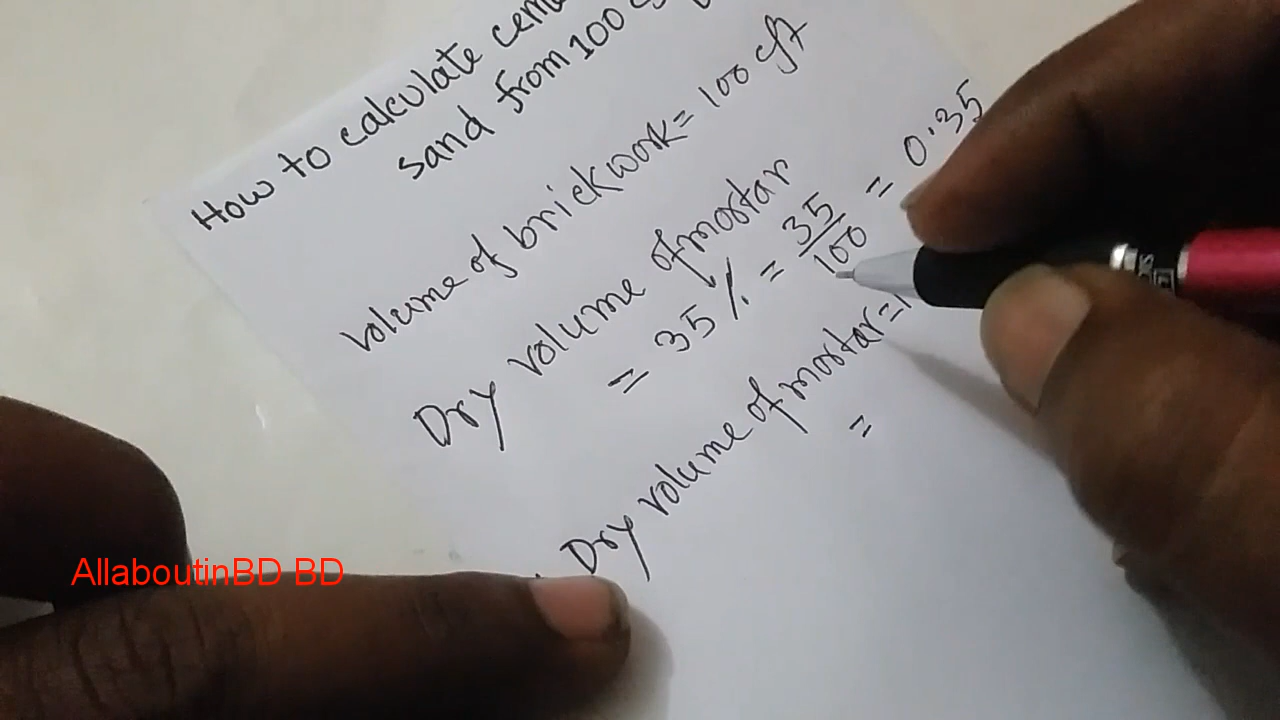 How to calculate
sand from 100
volume of brickwork = 100 cft
Dry volume of mortar
= 35 % = 35/100 = 0.35
Dry volume of mortar =
=
AllaboutinBD BD